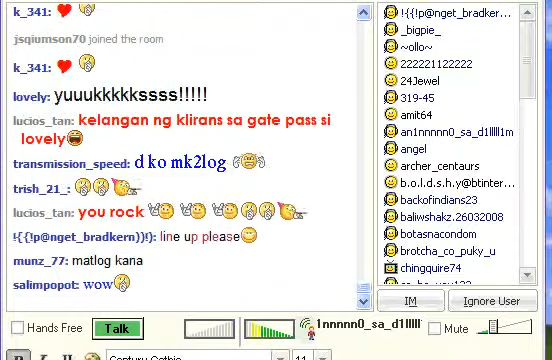 k_341:
jsqiumson70 joined the room
k_341:
lovely: yuuukkkkkssss!!!!!
lucios_tan: kelangan ng klirans sa gate pass si
lovely
transmission_speed: d ko mk2log
trish_21_:
lucios_tan: you rock
!{{!p@nget_bradkern))!): line up please
munz_77: matlog kana
salimpopot: wow
!{{!p@nget_bradker...
_bigpie_
~ollo~
222221122222
24Jewel
319-45
amit64
an1nnnnn0_sa_d1lllll1m
angel
archer_centaurs
b.o.l.d.s.h.y@btinter...
backofindians23
baliwshakz.26032008
botasnacondom
brotcha_co_puky_u
chingquire74
IM
Ignore User
Hands Free
Talk
1nnnnn0_sa_d1lllll'
Mute
B I U
Century Gothic
11